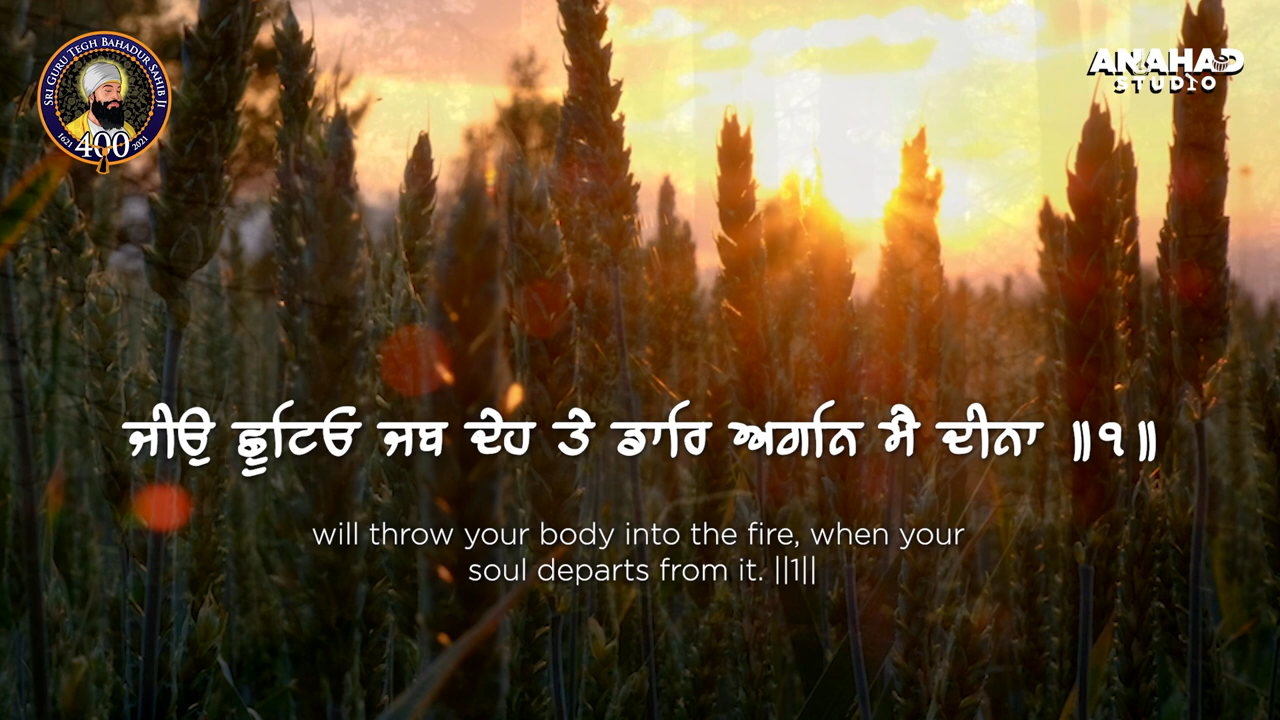 SRI GURU TEGH BAHADUR SAHIB JI
1621 400 2021
ANAHAD
STUDIO
ਜੀਉ ਛੂਟਿਓ ਜਬ ਦੇਹ ਤੇ ਡਾਰਿ ਅਗਨਿ ਮੈ ਦੀਨਾ ॥੧॥
will throw your body into the fire, when your
soul departs from it. ||1||